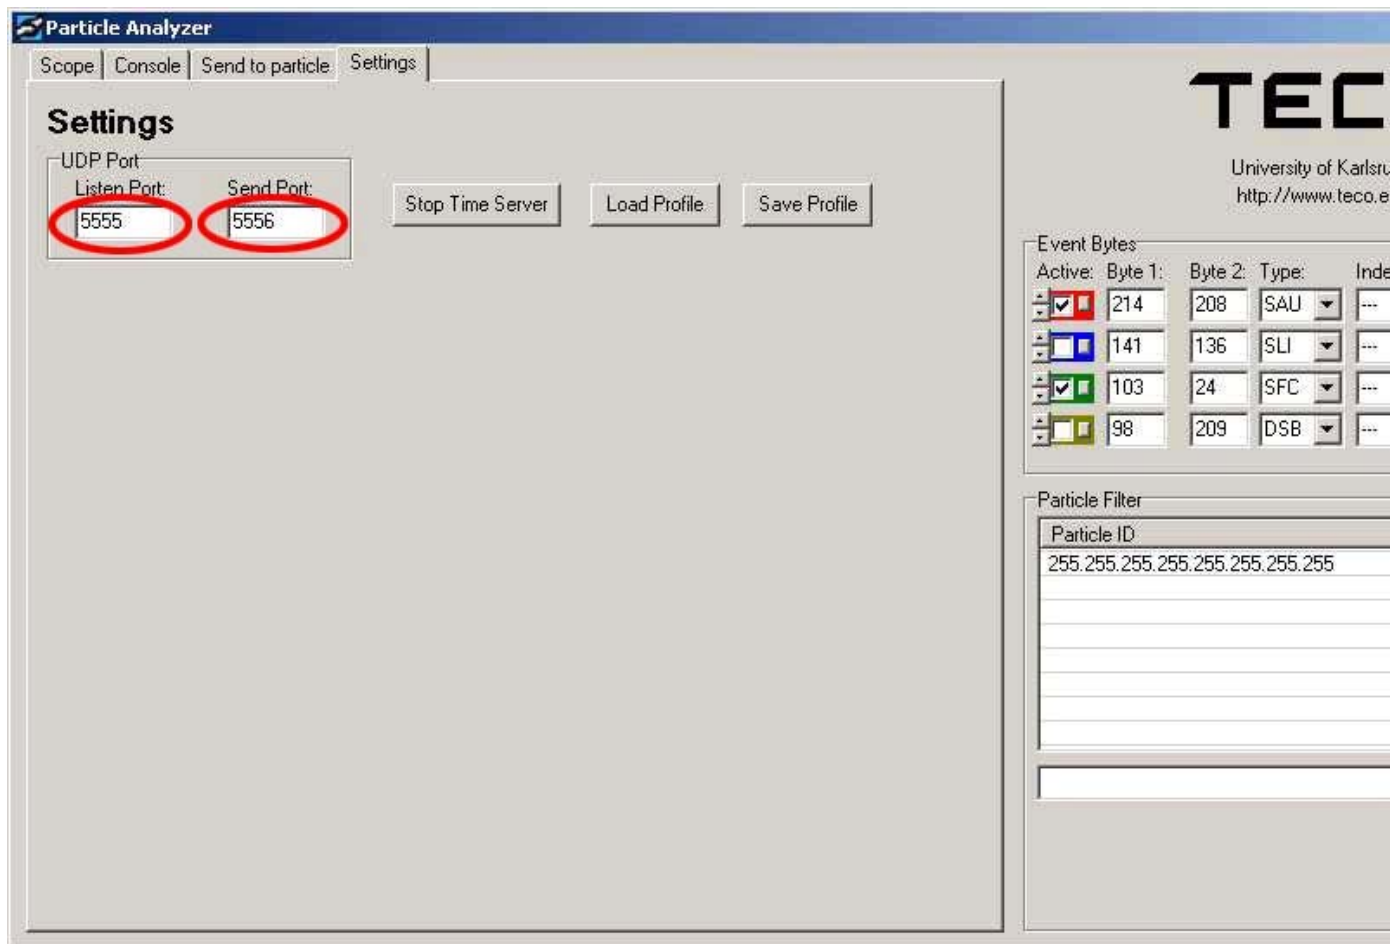 Particle Analyzer
Scope Console Send to particle Settings
Settings
UDP Port
Listen Port: Send Port:
5555 5556
Stop Time Server Load Profile Save Profile
TEC
University of Karlsru
http://www.teco.e
Event Bytes
Active: Byte 1: Byte 2: Type: Inde
214 208 SAU ---
141 136 SLI ---
103 24 SFC ---
98 209 DSB ---
Particle Filter
Particle ID
255.255.255.255.255.255.255.255